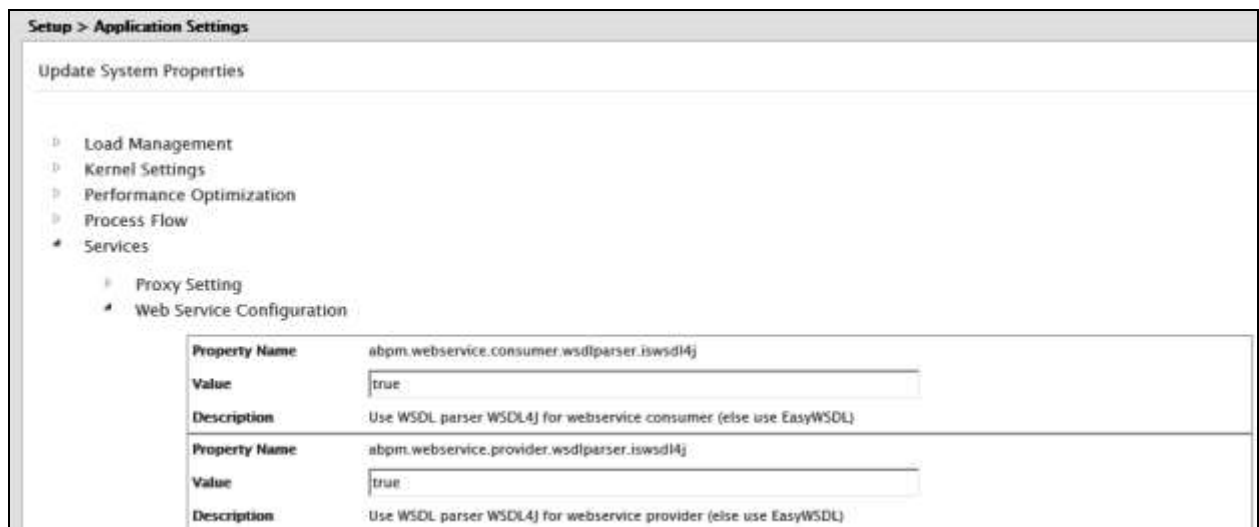 Setup > Application Settings
Update System Properties
Load Management
Kernel Settings
Performance Optimization
Process Flow
Services
Proxy Setting
Web Service Configuration
Property Name abpm.webservice.consumer.wsdlparser.iswsdl4j
Value true
Description Use WSDL parser WSDL4J for webservice consumer (else use EasyWSDL)
Property Name abpm.webservice.provider.wsdlparser.iswsdl4j
Value true
Description Use WSDL parser WSDL4J for webservice provider (else use EasyWSDL)